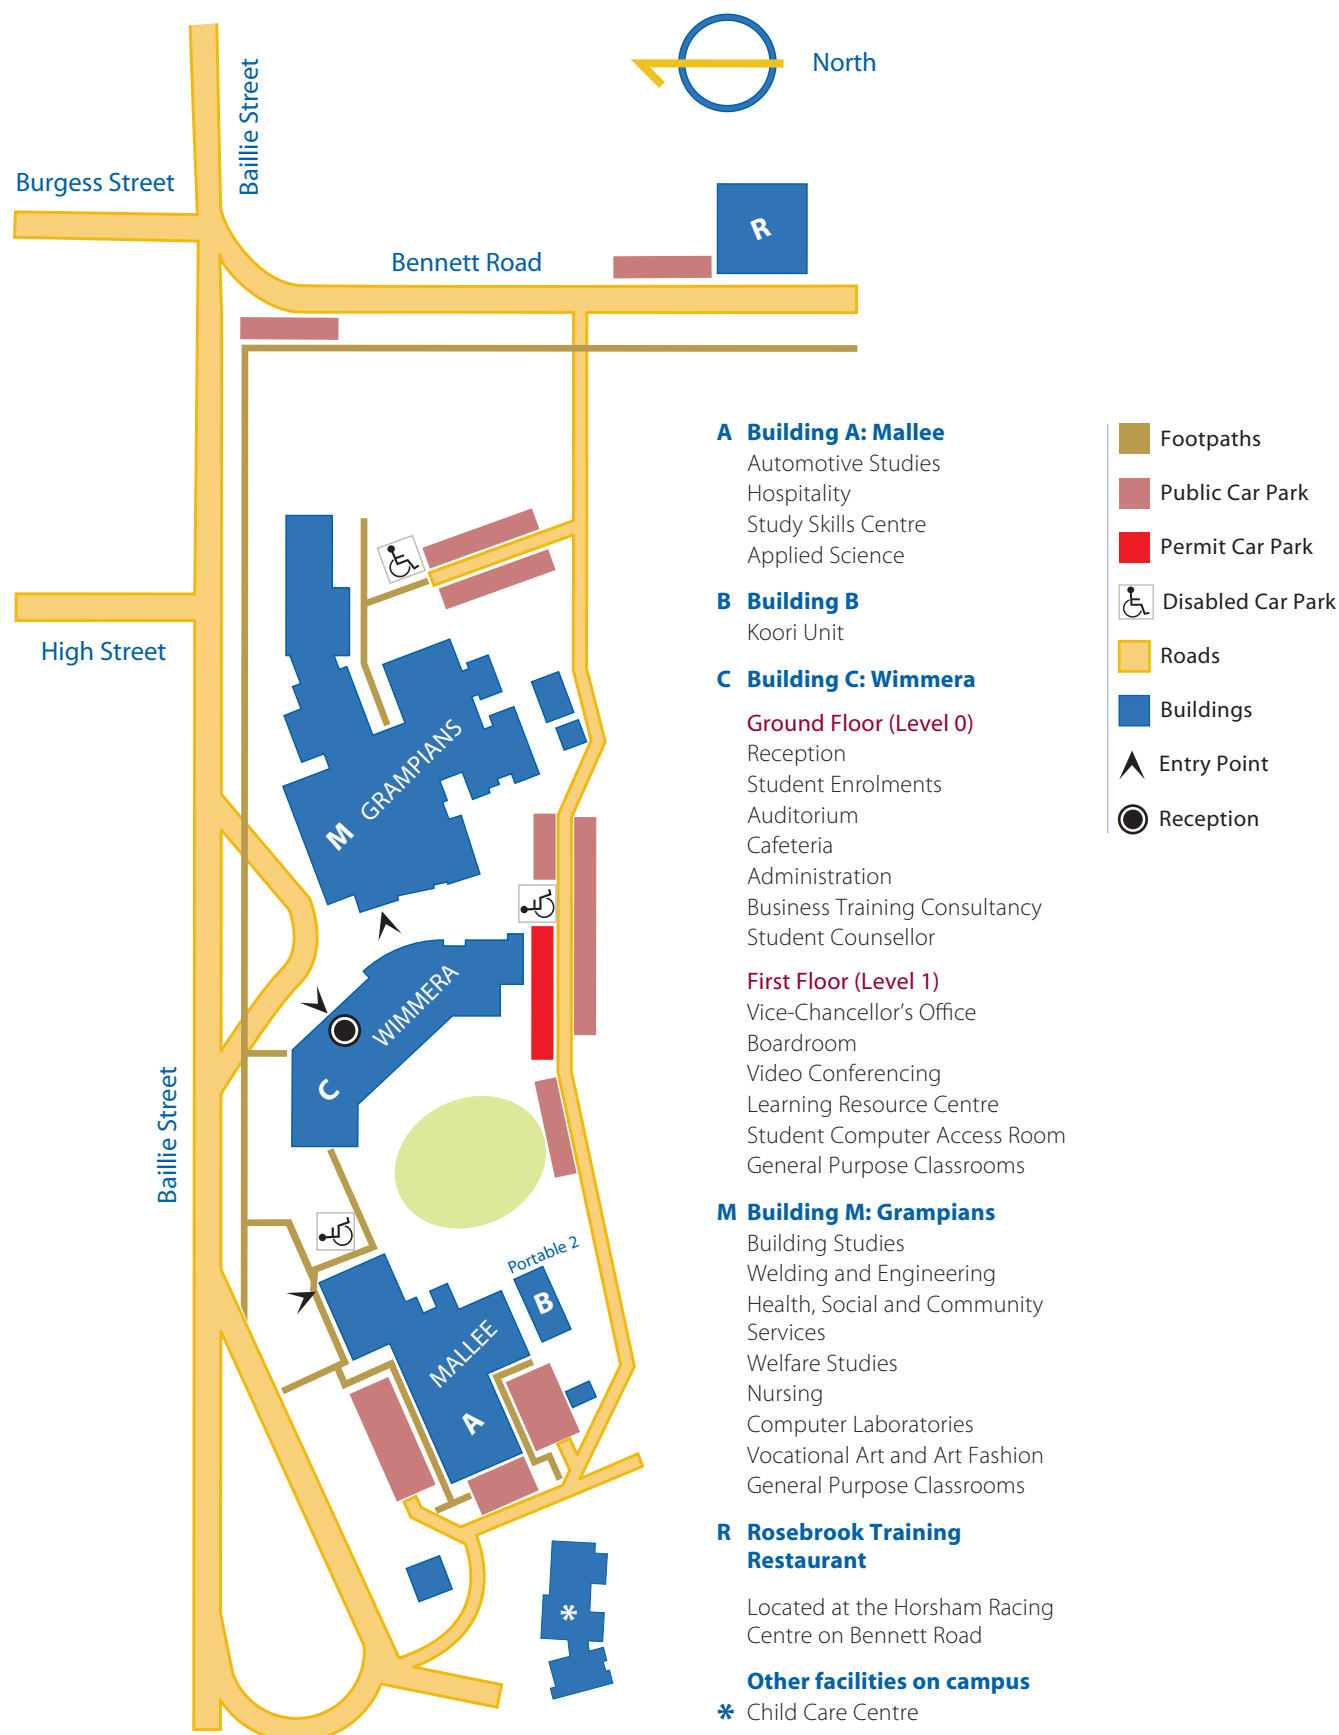 North
Baillie Street
Burgess Street
R
Bennett Road
High Street
GRAMPIANS
M
WIMMERA
C
Baillie Street
Portable 2
B
MALLEE
A
*
A Building A: Mallee
Automotive Studies
Hospitality
Study Skills Centre
Applied Science
B Building B
Koori Unit
C Building C: Wimmera
Ground Floor (Level 0)
Reception
Student Enrolments
Auditorium
Cafeteria
Administration
Business Training Consultancy
Student Counsellor
First Floor (Level 1)
Vice-Chancellor’s Office
Boardroom
Video Conferencing
Learning Resource Centre
Student Computer Access Room
General Purpose Classrooms
M Building M: Grampians
Building Studies
Welding and Engineering
Health, Social and Community
Services
Welfare Studies
Nursing
Computer Laboratories
Vocational Art and Art Fashion
General Purpose Classrooms
R Rosebrook Training
Restaurant
Located at the Horsham Racing
Centre on Bennett Road
Other facilities on campus
* Child Care Centre
Footpaths
Public Car Park
Permit Car Park
Disabled Car Park
Roads
Buildings
Entry Point
Reception